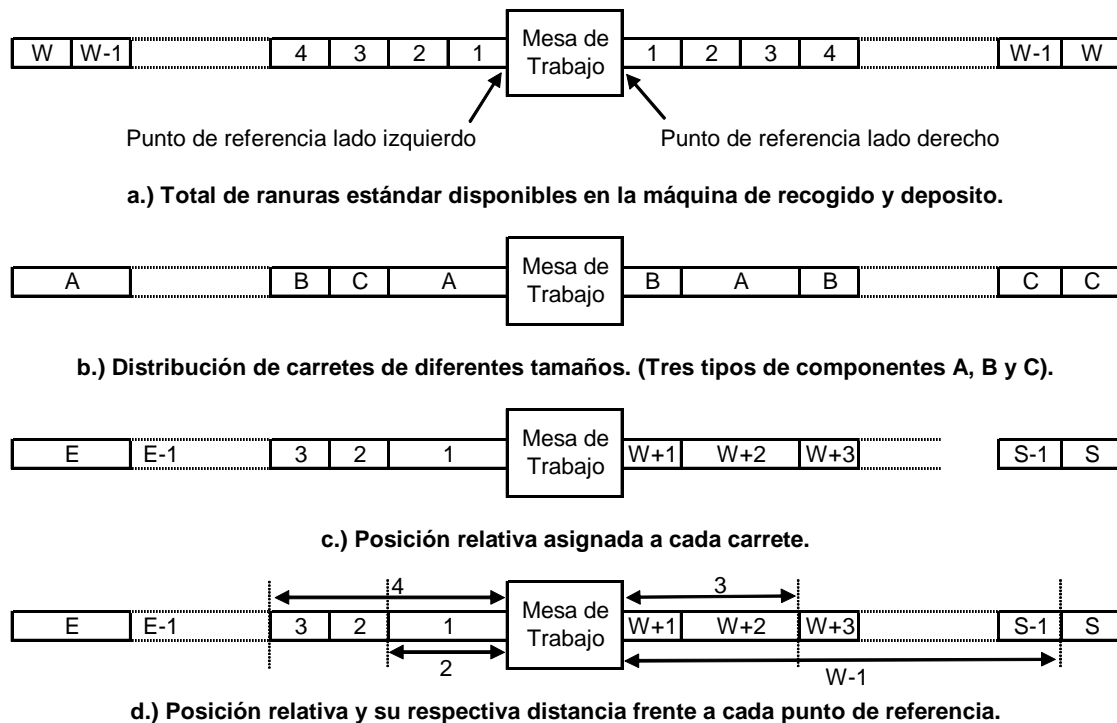 W W-1 4 3 2 1 Mesa de Trabajo 1 2 3 4 W-1 W
Punto de referencia lado izquierdo Punto de referencia lado derecho
a.) Total de ranuras estándar disponibles en la máquina de recogido y deposito.
A B C A Mesa de Trabajo B A B C C
b.) Distribución de carretes de diferentes tamaños. (Tres tipos de componentes A, B y C).
E E-1 3 2 1 Mesa de Trabajo W+1 W+2 W+3 S-1 S
c.) Posición relativa asignada a cada carrete.
4 3
E E-1 3 2 1 Mesa de Trabajo W+1 W+2 W+3 S-1 S
2 W-1
d.) Posición relativa y su respectiva distancia frente a cada punto de referencia.